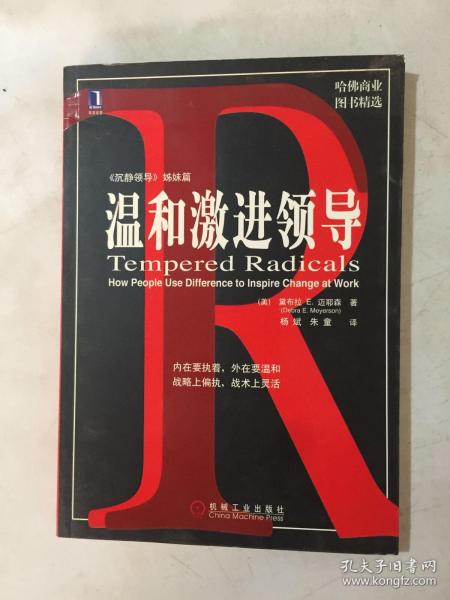 哈佛商业
图书精选
《沉静领导》姊妹篇
温和激进领导
Tempered Radicals
How People Use Difference to Inspire Change at Work
（美） 黛布拉 E. 迈耶森 著
(Debra E. Meyerson)
杨斌 朱童 译
内在要执着，外在要温和
战略上偏执，战术上灵活
机械工业出版社
China Machine Press
孔夫子旧书网
www.kongfz.com